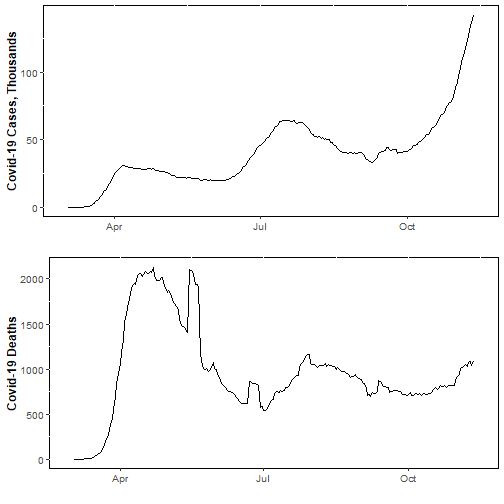 Covid-19 Cases, Thousands
100
50
0
Apr
Jul
Oct
Covid-19 Deaths
2000
1500
1000
500
0
Apr
Jul
Oct